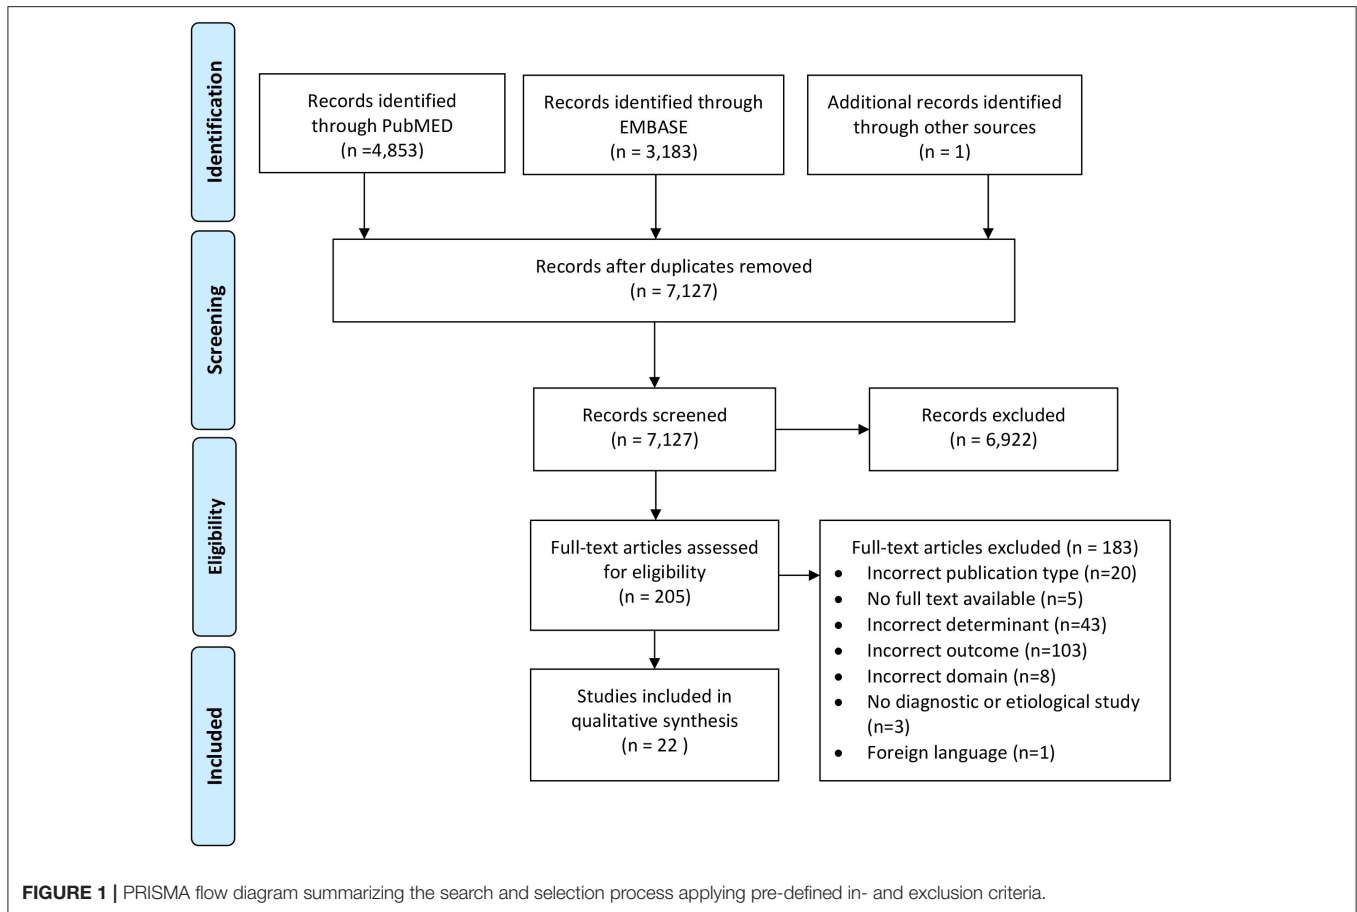 Identification
Records identified
through PubMED
(n =4,853)
Records identified through
EMBASE
(n = 3,183)
Additional records identified
through other sources
(n = 1)
Screening
Records after duplicates removed
(n = 7,127)
Records screened
(n = 7,127)
Records excluded
(n = 6,922)
Eligibility
Full-text articles assessed
for eligibility
(n = 205)
Full-text articles excluded (n = 183)
• Incorrect publication type (n=20)
• No full text available (n=5)
• Incorrect determinant (n=43)
• Incorrect outcome (n=103)
• Incorrect domain (n=8)
• No diagnostic or etiological study
(n=3)
• Foreign language (n=1)
Included
Studies included in
qualitative synthesis
(n = 22 )
FIGURE 1 | PRISMA flow diagram summarizing the search and selection process applying pre-defined in- and exclusion criteria.